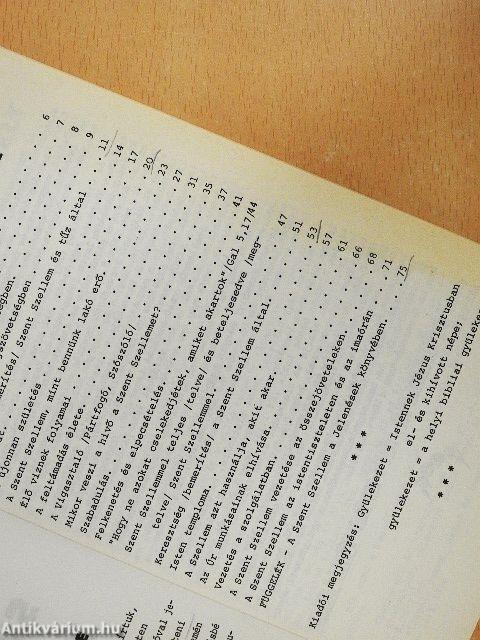 6
7
8
9
11
szövetségben. 14
merítés/ Szent Szellem és tűz által
újonnan születés 17
A Szent Szellem, mint bennünk lakó erő. 20
Élő víznek folyamai 23
A feltámadás élete. 27
A Vigasztaló /Pártfogó, Szószóló/ 31
Mikor veszi a hívő a Szent Szellemet? 35
Szabadulás. 37
Felkenetés és elpecsételés. 41
"Hogy ne azokat cselekedjétek, amiket akartok"/Gal 5,17/44
Szent Szellemmel teljes /telve/ és beteljesedve /meg-
telve/ Szent Szellemmel. 47
Keresztség /bemerítés/ a Szent Szellem által. 51
Isten temploma 53
A Szellem azt használja, akit akar. 57
Az Úr munkásainak elhívása. 61
Vezetés a szolgálatban. 66
A Szent Szellem vezetése az összejöveteleken. 68
A Szent Szellem az istentiszteleten és az imaórán 71
FÜGGELÉK - A Szent Szellem a Jelenések könyvében. 75
* * *
Kiadói megjegyzés: Gyülekezet = Istennek Jézus Krisztusban
el- és kihívott népe;
gyülekezet = a helyi bibliai
* * *
Antikvárium.hu